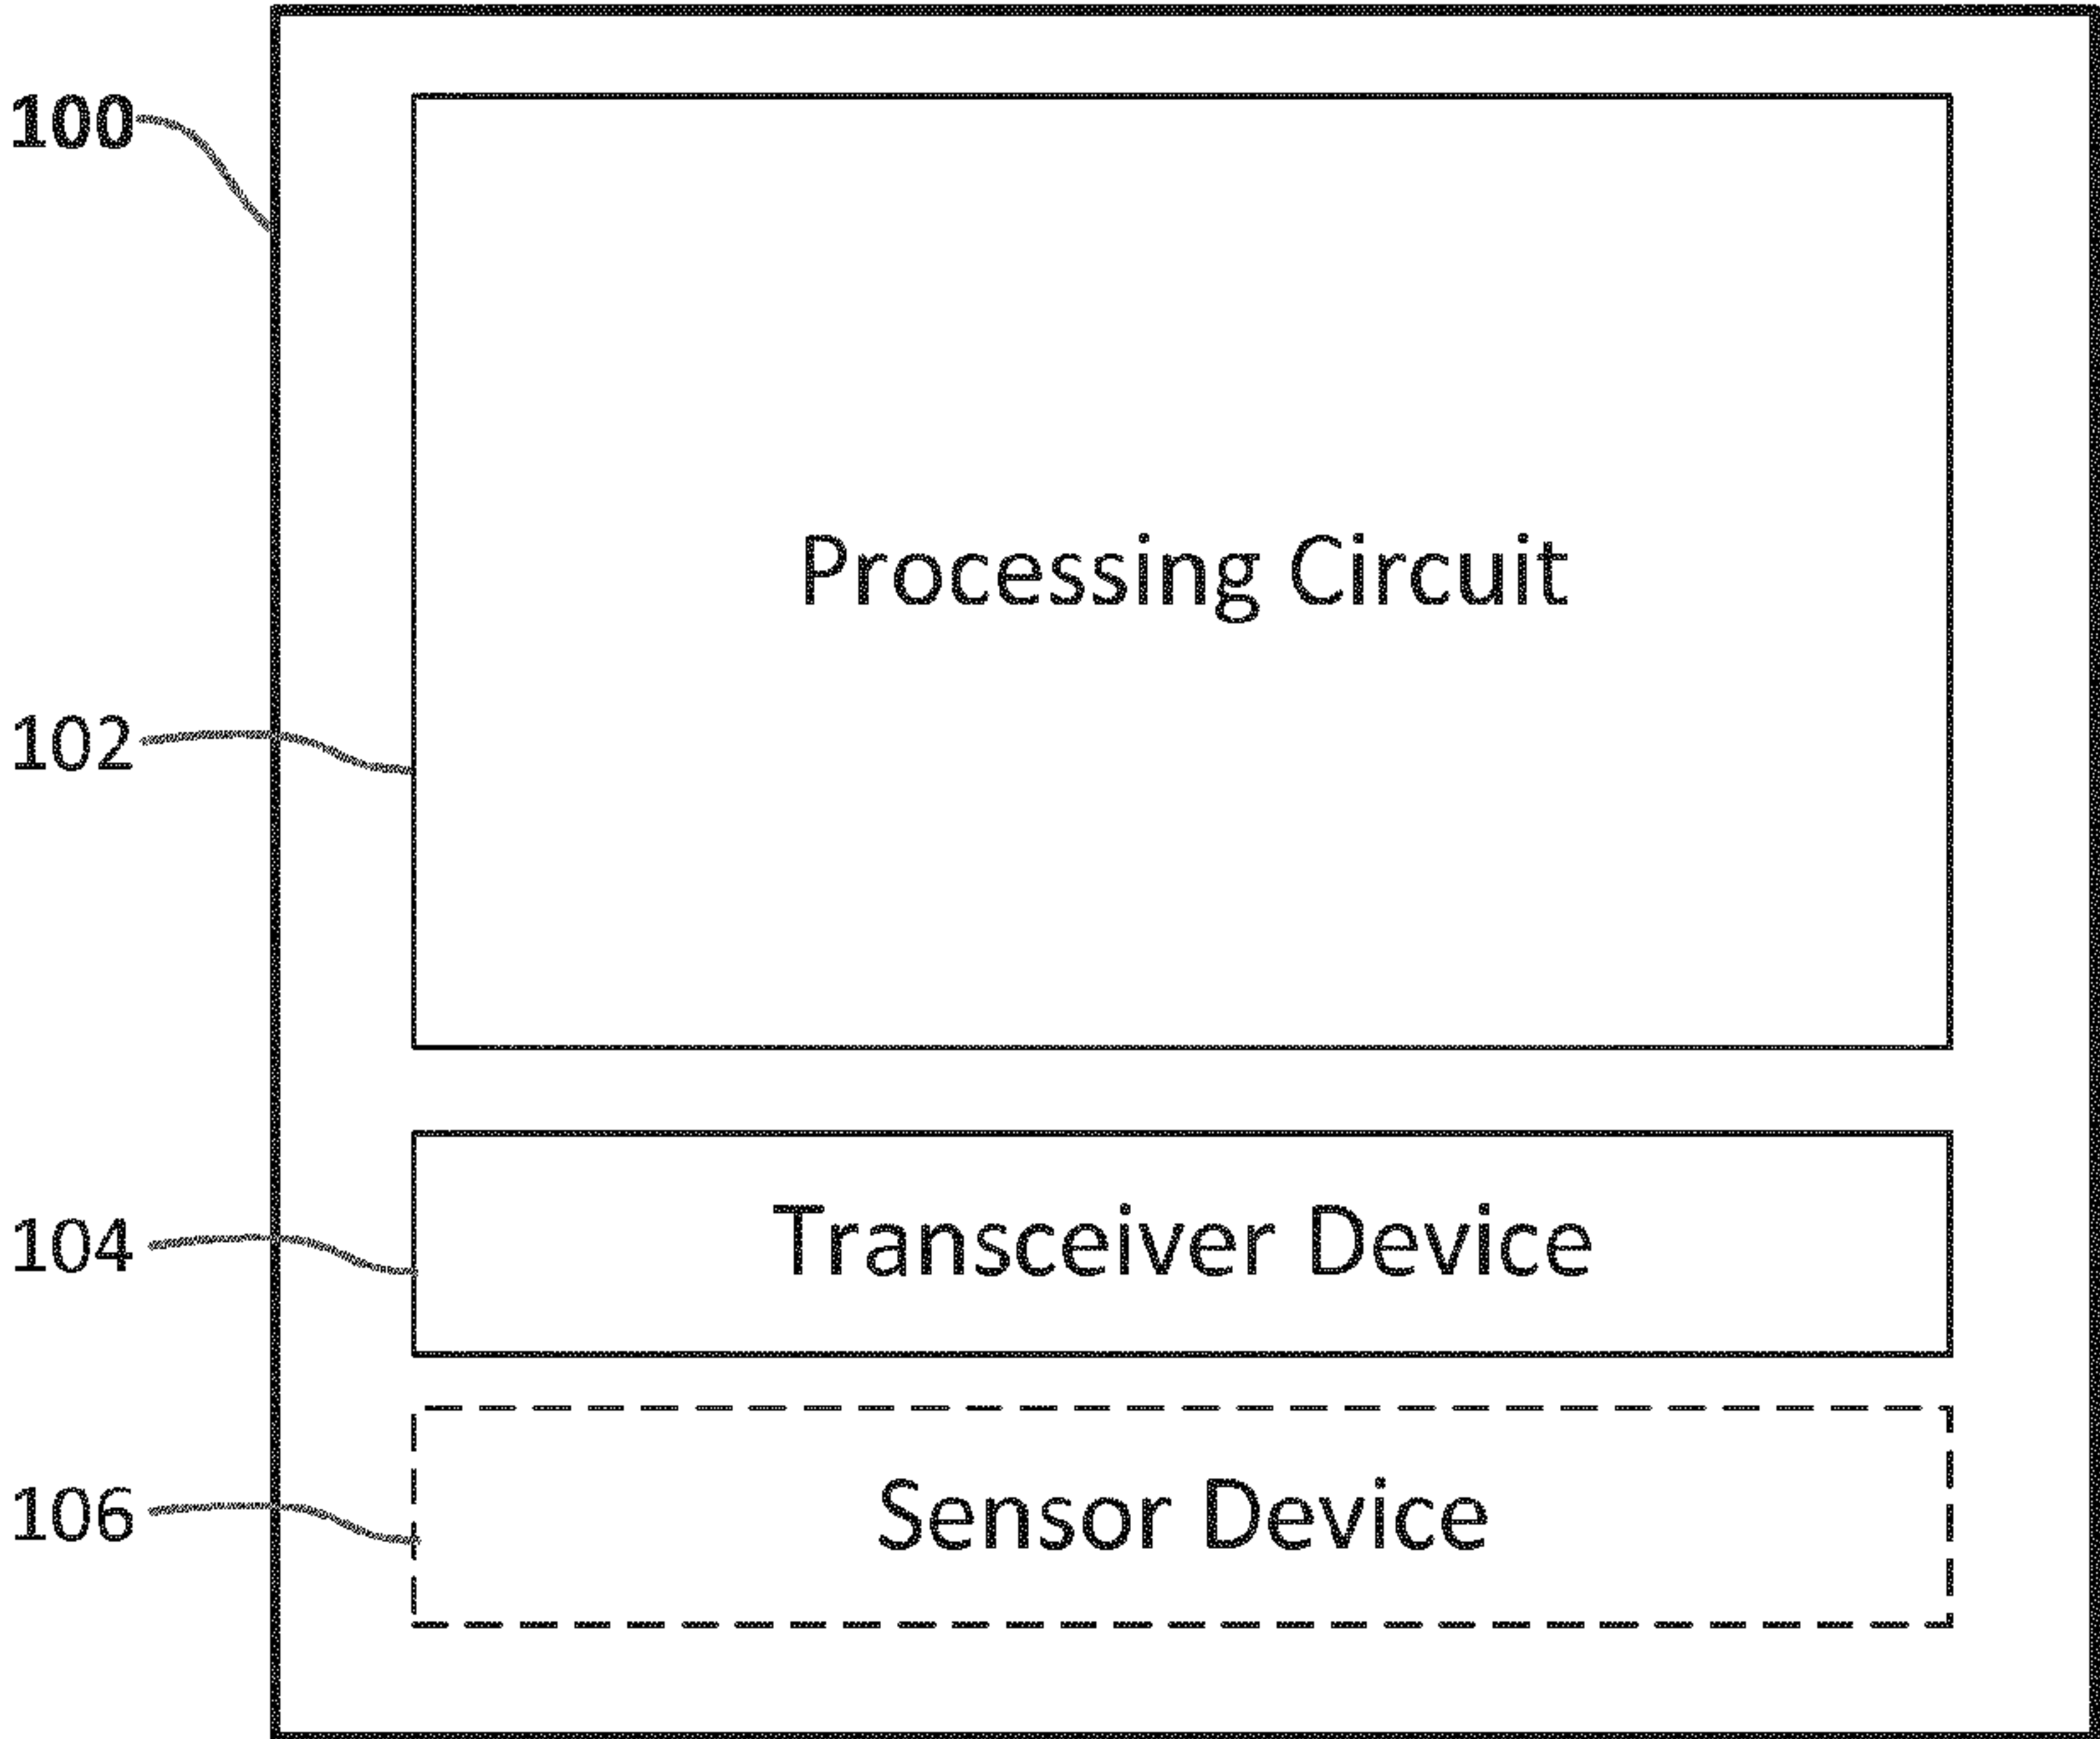 100
Processing Circuit
102
104
Transceiver Device
106
Sensor Device